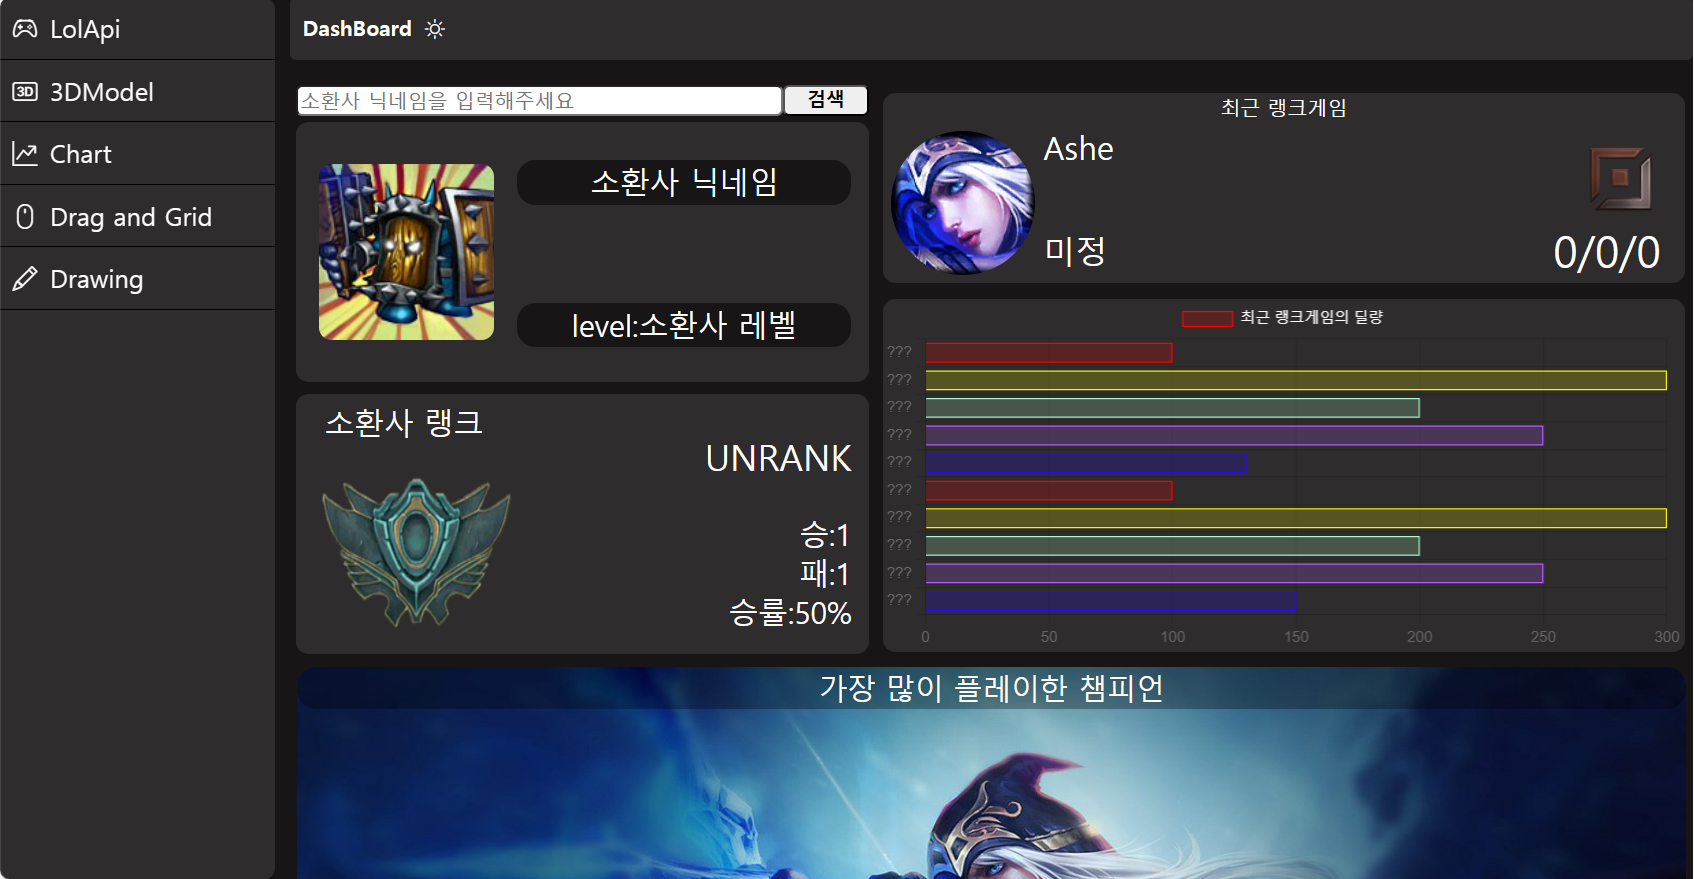 LolApi
3D 3DModel
Chart
Drag and Grid
Drawing
DashBoard
소환사 닉네임을 입력해주세요
검색
소환사 닉네임
level:소환사 레벨
소환사 랭크
UNRANK
승:1
패:1
승률:50%
최근 랭크게임
Ashe
미정
0/0/0
최근 랭크게임의 딜량
???
???
???
???
???
???
???
???
???
???
0 50 100 150 200 250 300
가장 많이 플레이한 챔피언